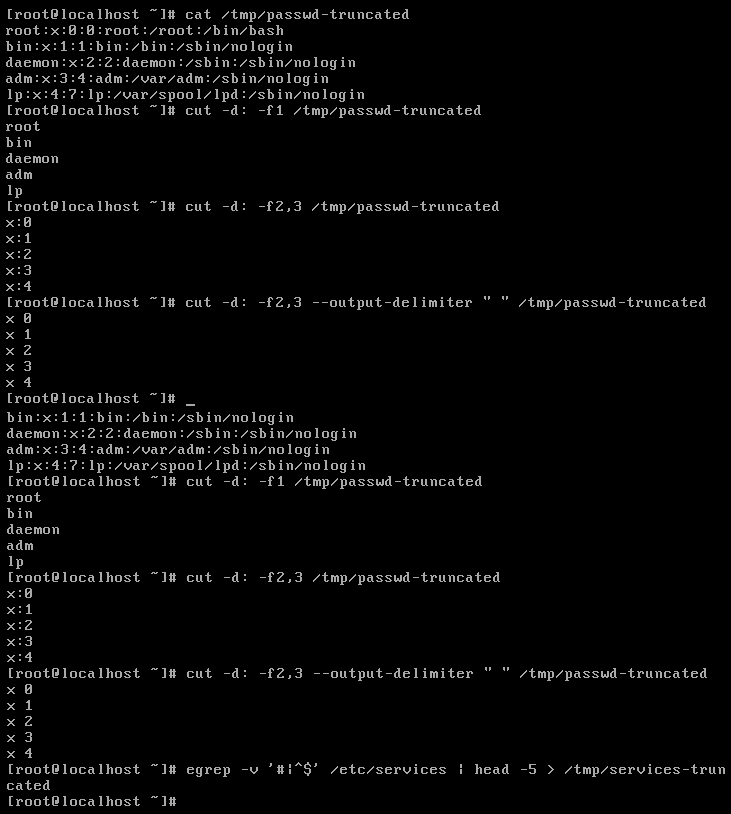 [root@localhost ~]# cat /tmp/passwd-truncated
root:x:0:0:root:/root:/bin/bash
bin:x:1:1:bin:/bin:/sbin/nologin
daemon:x:2:2:daemon:/sbin:/sbin/nologin
adm:x:3:4:adm:/var/adm:/sbin/nologin
lp:x:4:7:lp:/var/spool/lpd:/sbin/nologin
[root@localhost ~]# cut -d: -f1 /tmp/passwd-truncated
root
bin
daemon
adm
lp
[root@localhost ~]# cut -d: -f2,3 /tmp/passwd-truncated
x:0
x:1
x:2
x:3
x:4
[root@localhost ~]# cut -d: -f2,3 --output-delimiter " " /tmp/passwd-truncated
x 0
x 1
x 2
x 3
x 4
[root@localhost ~]# _
bin:x:1:1:bin:/bin:/sbin/nologin
daemon:x:2:2:daemon:/sbin:/sbin/nologin
adm:x:3:4:adm:/var/adm:/sbin/nologin
lp:x:4:7:lp:/var/spool/lpd:/sbin/nologin
[root@localhost ~]# cut -d: -f1 /tmp/passwd-truncated
root
bin
daemon
adm
lp
[root@localhost ~]# cut -d: -f2,3 /tmp/passwd-truncated
x:0
x:1
x:2
x:3
x:4
[root@localhost ~]# cut -d: -f2,3 --output-delimiter " " /tmp/passwd-truncated
x 0
x 1
x 2
x 3
x 4
[root@localhost ~]# egrep -v '#|^$' /etc/services | head -5 > /tmp/services-trun
cated
[root@localhost ~]#